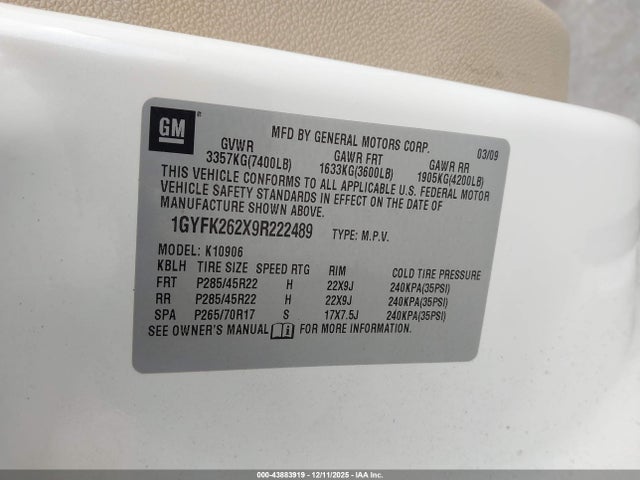 GM
MFD BY GENERAL MOTORS CORP. 03/09
GVWR GAWR FRT GAWR RR
3357KG(7400LB) 1633KG(3600LB) 1905KG(4200LB)
THIS VEHICLE CONFORMS TO ALL APPLICABLE U.S. FEDERAL MOTOR
VEHICLE SAFETY STANDARDS IN EFFECT ON THE DATE OF
MANUFACTURE SHOWN ABOVE.
1GYFK262X9R222489 TYPE: M.P.V.
MODEL: K10906
KBLH TIRE SIZE SPEED RTG RIM COLD TIRE PRESSURE
FRT P285/45R22 H 22X9J 240KPA(35PSI)
RR P285/45R22 H 22X9J 240KPA(35PSI)
SPA P265/70R17 S 17X7.5J 240KPA(35PSI)
SEE OWNER'S MANUAL FOR MORE INFORMATION.
000-43883919 - 12/11/2025 - IAA Inc.